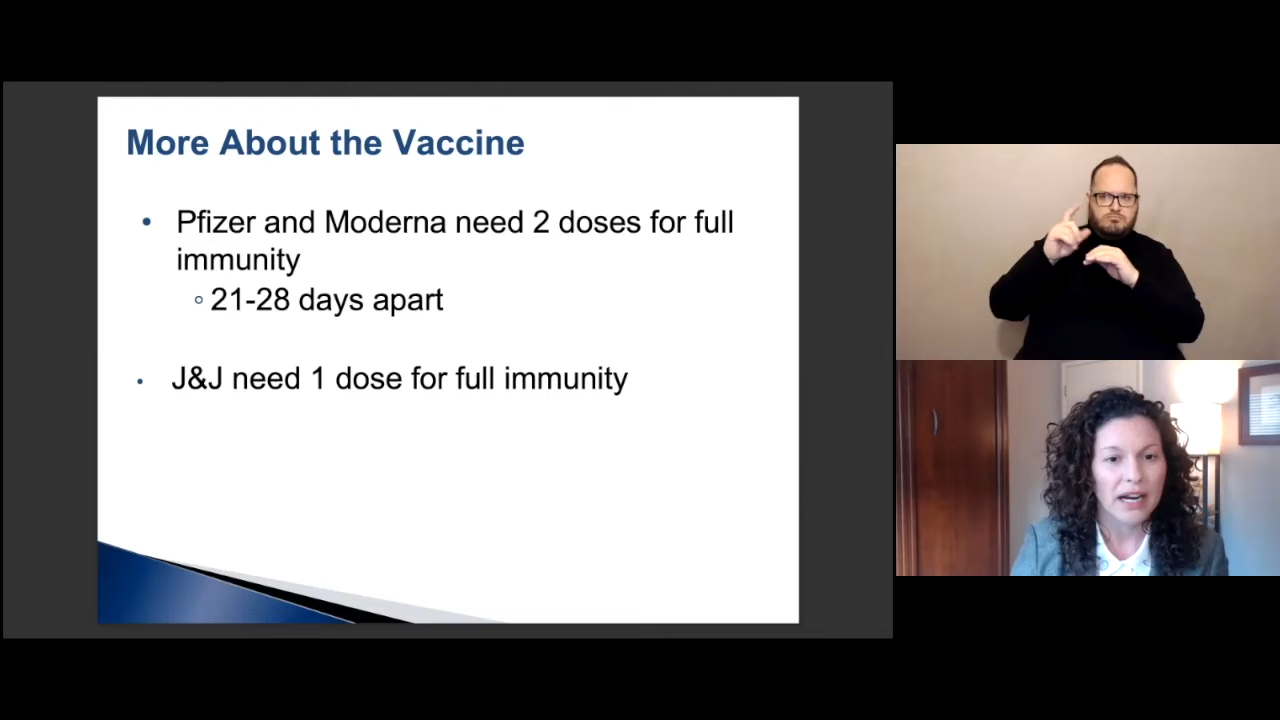 More About the Vaccine
• Pfizer and Moderna need 2 doses for full
immunity
○ 21-28 days apart
• J&J need 1 dose for full immunity